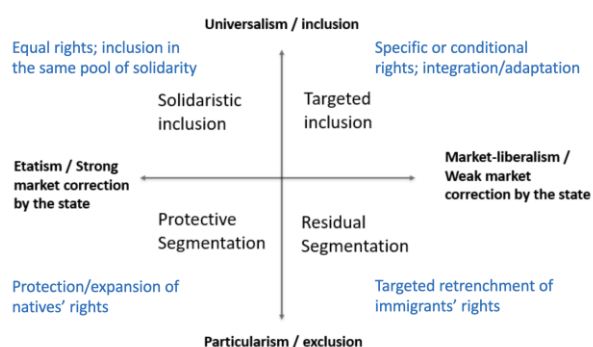 Universalism / inclusion
Equal rights; inclusion in
the same pool of solidarity
Specific or conditional
rights; integration/adaptation
Solidaristic
inclusion
Targeted
inclusion
Etatism / Strong
market correction
by the state
Market-liberalism /
Weak market
correction by the state
Protective
Segmentation
Residual
Segmentation
Protection/expansion of
natives' rights
Targeted retrenchment of
immigrants' rights
Particularism / exclusion